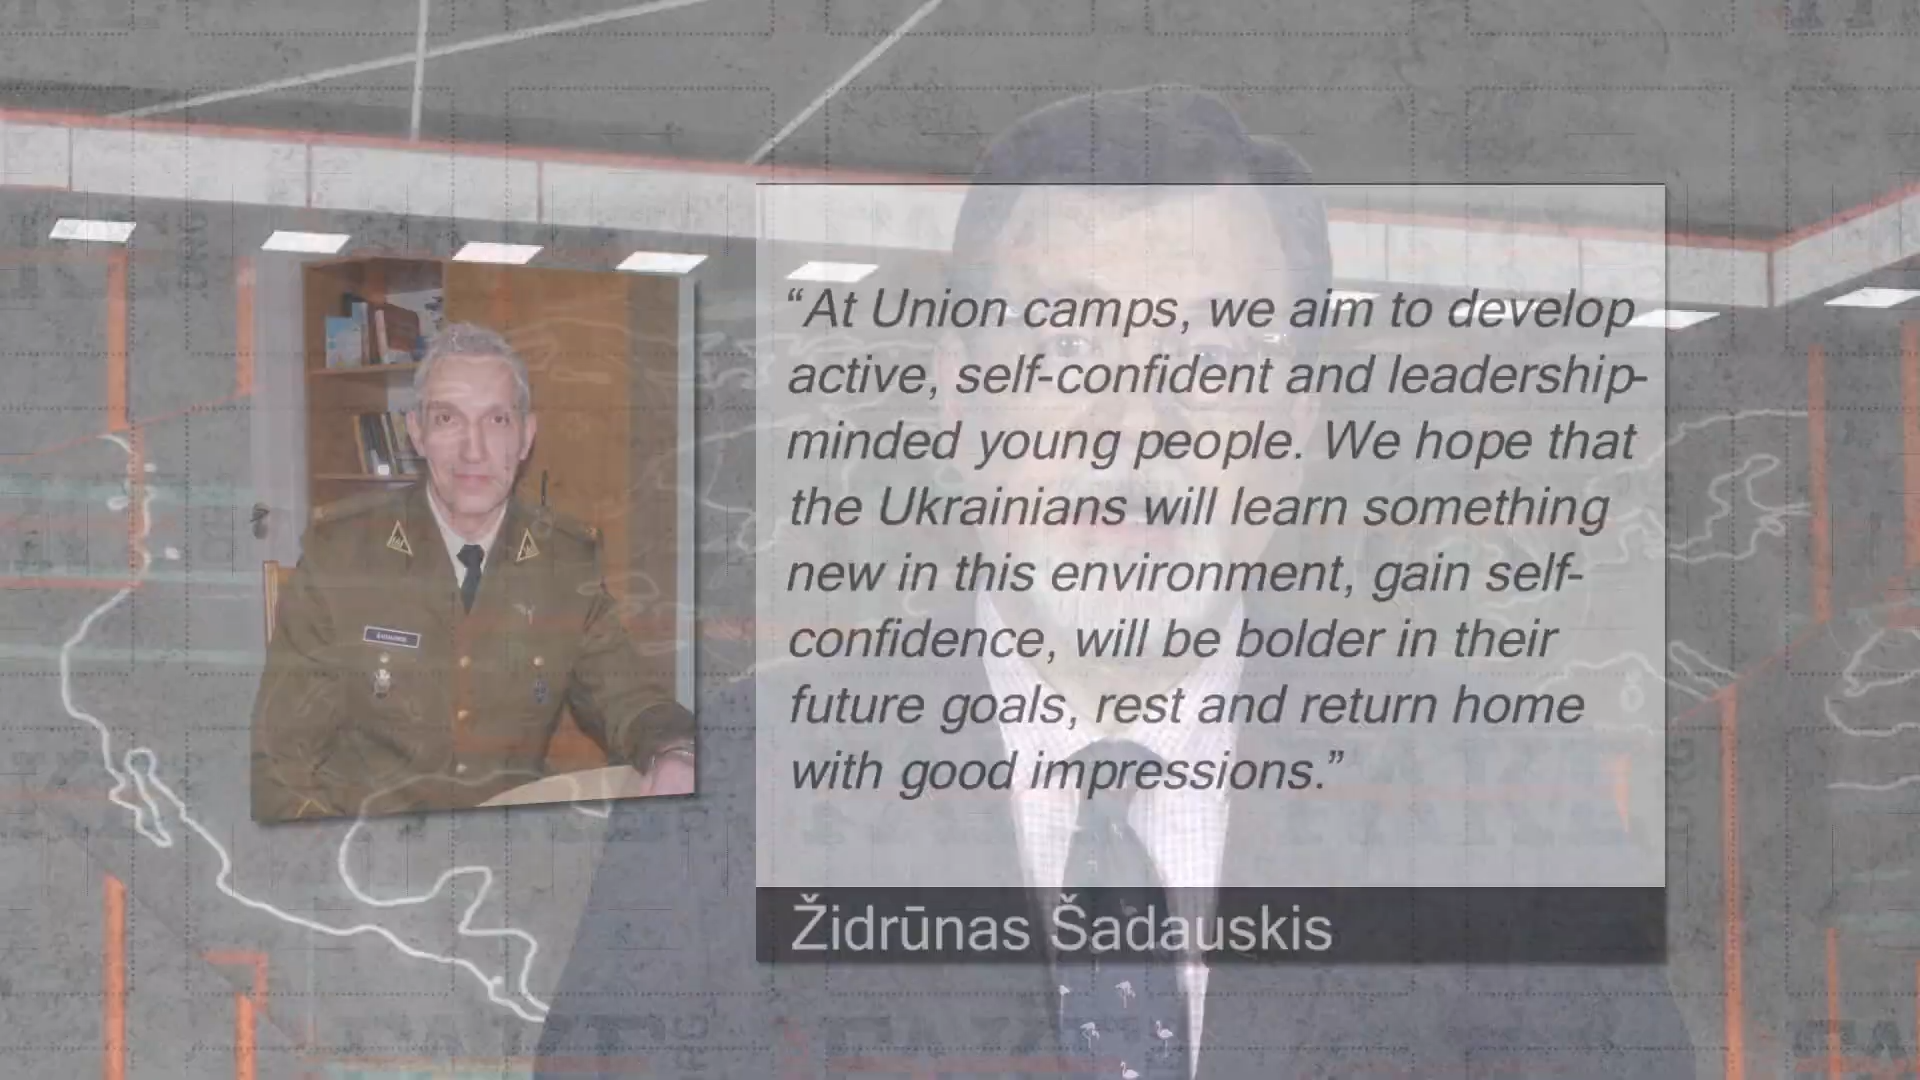 “At Union camps, we aim to develop
active, self-confident and leadership-
minded young people. We hope that
the Ukrainians will learn something
new in this environment, gain self-
confidence, will be bolder in their
future goals, rest and return home
with good impressions.”
Židrūnas Šadauskis